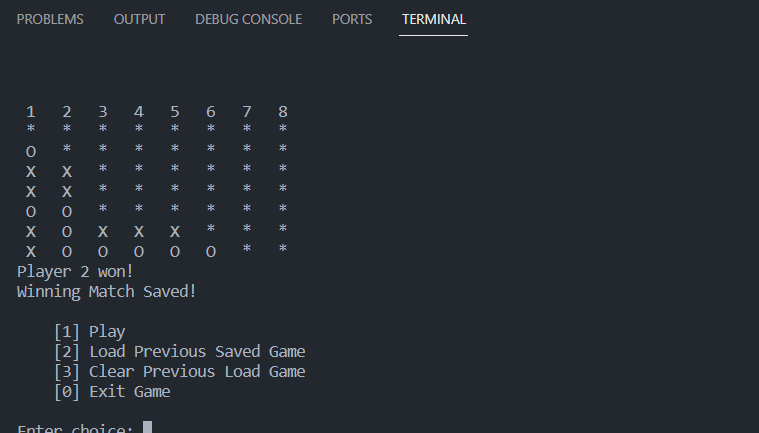 PROBLEMS OUTPUT DEBUG CONSOLE PORTS TERMINAL
1 2 3 4 5 6 7 8
* * * * * * * *
O * * * * * * *
X X * * * * * *
X X * * * * * *
O O * * * * * *
X O X X X * * *
X O O O O O * *
Player 2 won!
Winning Match Saved!
[1] Play
[2] Load Previous Saved Game
[3] Clear Previous Load Game
[0] Exit Game
Enter choice: